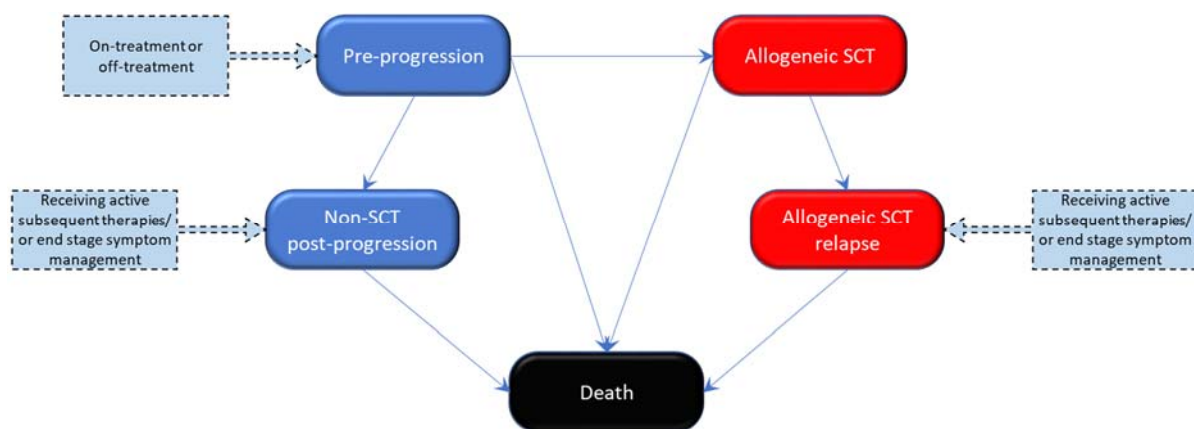 On-treatment or
off-treatment
Pre-progression
Allogeneic SCT
Receiving active
subsequent therapies/
or end stage symptom
management
Non-SCT
post-progression
Allogeneic SCT
relapse
Receiving active
subsequent therapies/
or end stage symptom
management
Death